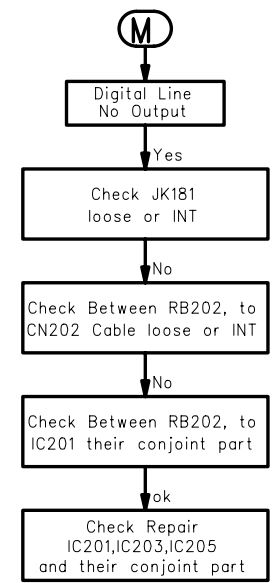 M
Digital Line
No Output
Yes
Check JK181
loose or INT
No
Check Between RB202, to
CN202 Cable loose or INT
No
Check Between RB202, to
IC201 their conjoint part
ok
Check Repair
IC201,IC203,IC205
and their conjoint part